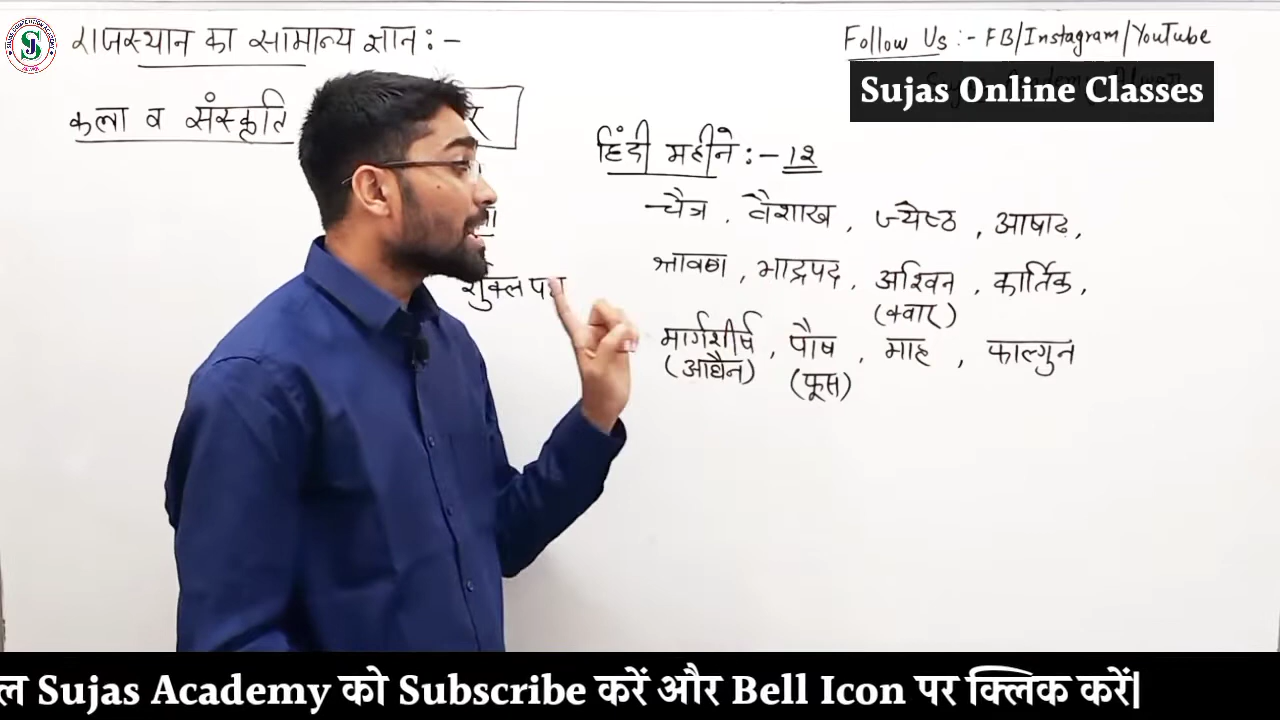 राजस्थान का सामान्य ज्ञान :-
Follow Us :- FB/Instagram/YouTube
Sujas Online Classes
कला व संस्कृति
हिंदी महीने :- 12
चैत्र , वैशाख , ज्येष्ठ , आषाढ ,
श्रावण , भाद्रपद , अश्विन , कार्तिक ,
(क्वार)
शुक्ल पक्ष
मार्गशीर्ष , पौष , माह , फाल्गुन
(आघैन) (फूस)
ल Sujas Academy को Subscribe करें और Bell Icon पर क्लिक करें|